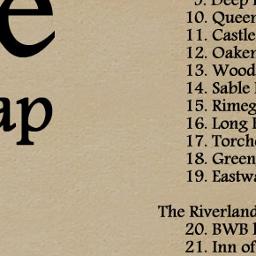 e
ap
9. Deep
10. Queen
11. Castle
12. Oaken
13. Wood
14. Sable
15. Rimeg
16. Long
17. Torch
18. Green
19. Eastwa
The Riverland
20. BWB
21. Inn of